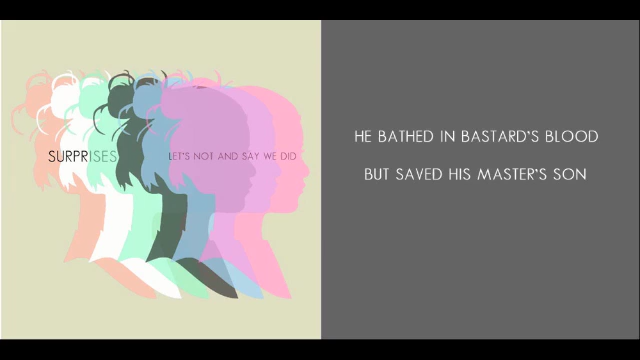 SURPRISES
LET'S NOT AND SAY WE DID
HE BATHED IN BASTARD'S BLOOD
BUT SAVED HIS MASTER'S SON